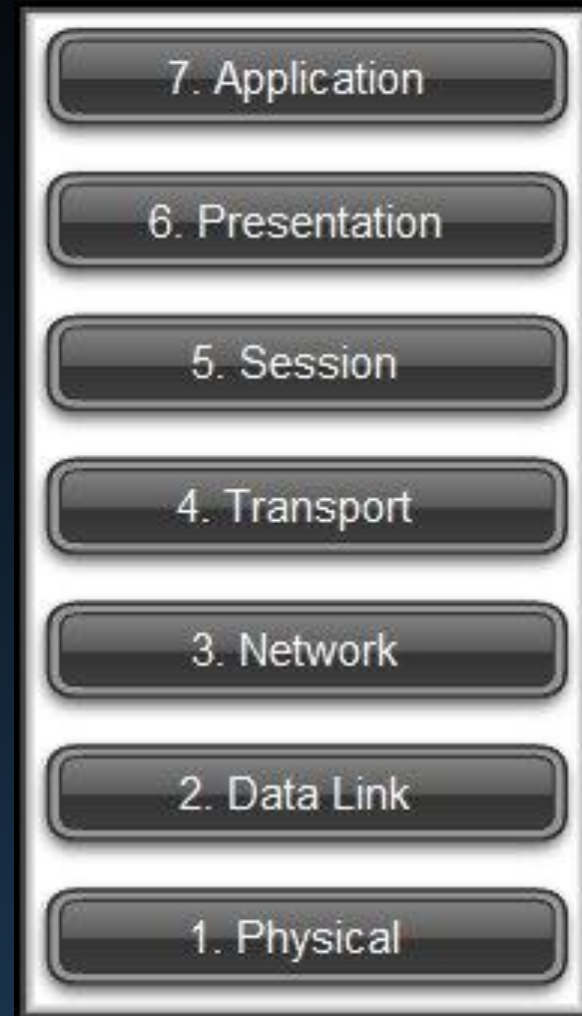 7. Application
6. Presentation
5. Session
4. Transport
3. Network
2. Data Link
1. Physical